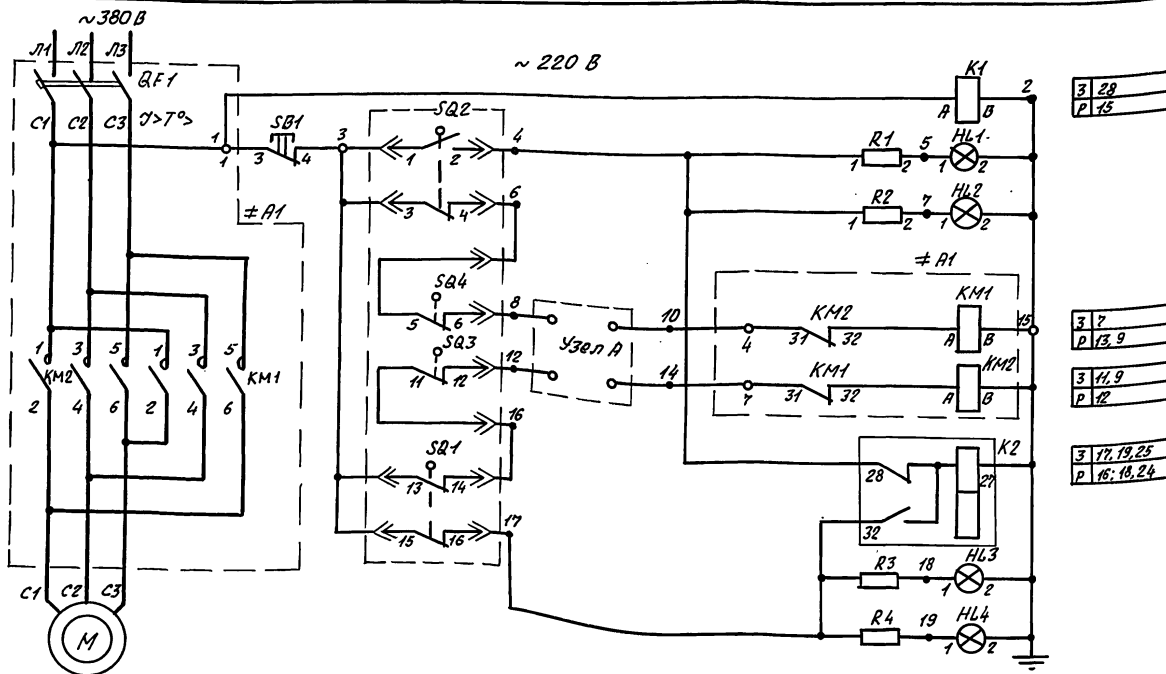 ~380 В
Л1 Л2 Л3
QF1
~ 220 В
К1
2
А В
З 28
Р 15
С1 С2 С3 У>Т°>
1
1
SB1
3 4
3
SQ2
1 2
4
R1
1 2
5
HL1
1 2
≠А1
3 4
6
R2
1 2
7
HL2
1 2
≠А1
SQ4
5 6
8
Узел А
10
4
КМ2
31 32
КМ1
А В
15
З 7
Р 13,9
1 3 5 1 3 5
КМ2
КМ1
2 4 6 2 4 6
SQ3
11 12
12
14
7
КМ1
31 32
КМ2
А В
З 11,9
Р 12
16
SQ1
13 14
К2
28
27
З 17,19,25
Р 16;18,24
15 16
17
32
R3
18
HL3
1 2
С1 С2 С3
R4
19
HL4
1 2
М